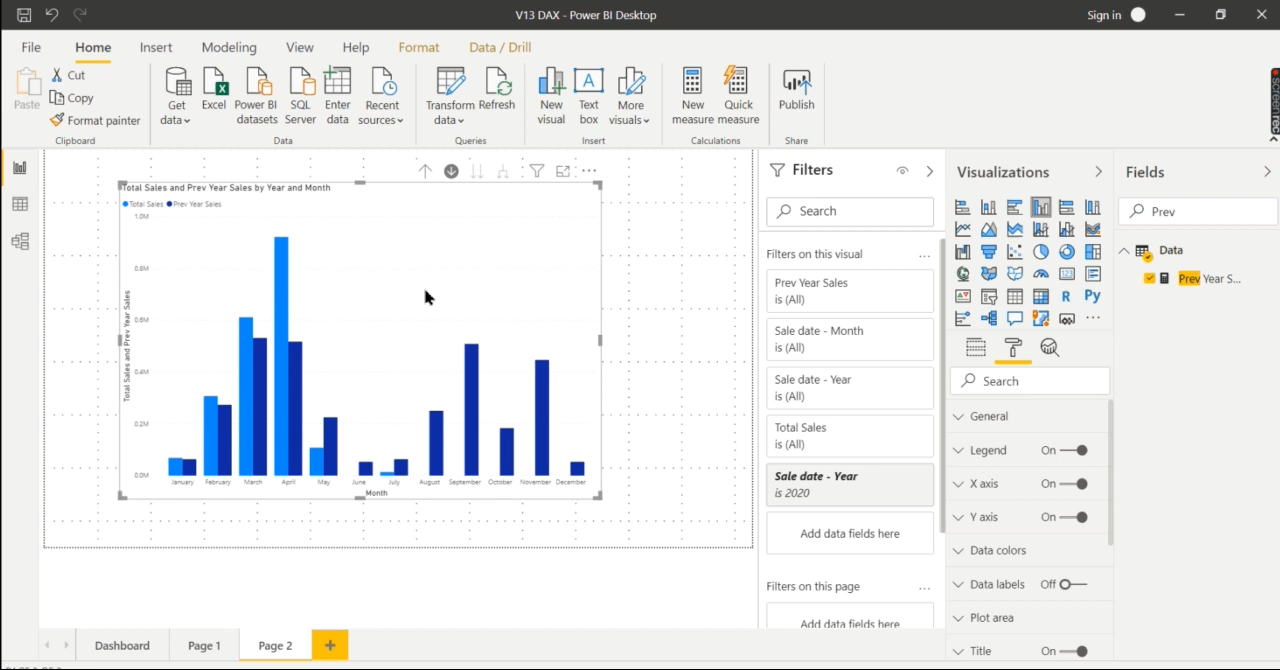 V13 DAX - Power BI Desktop
Sign in
File Home Insert Modeling View Help Format Data / Drill
Paste
Cut
Copy
Format painter
Clipboard
Get data
Excel
Power BI datasets
SQL Server
Enter data
Recent sources
Data
Transform data
Refresh
Queries
New visual
Text box
More visuals
Insert
New measure
Quick measure
Calculations
Publish
Share
screenrec
Total Sales and Prev Year Sales by Year and Month
Total Sales Prev Year Sales
Total Sales and Prev Year Sales
1.0M
0.8M
0.6M
0.4M
0.2M
0.0M
January February March April May June July August September October November December
Month
Filters
Search
Filters on this visual
Prev Year Sales
is (All)
Sale date - Month
is (All)
Sale date - Year
is (All)
Total Sales
is (All)
Sale date - Year
is 2020
Add data fields here
Filters on this page
Add data fields here
Visualizations
R Py
Search
General
Legend On
X axis On
Y axis On
Data colors
Data labels Off
Plot area
Title On
Fields
Prev
Data
Prev Year S...
Dashboard Page 1 Page 2 +